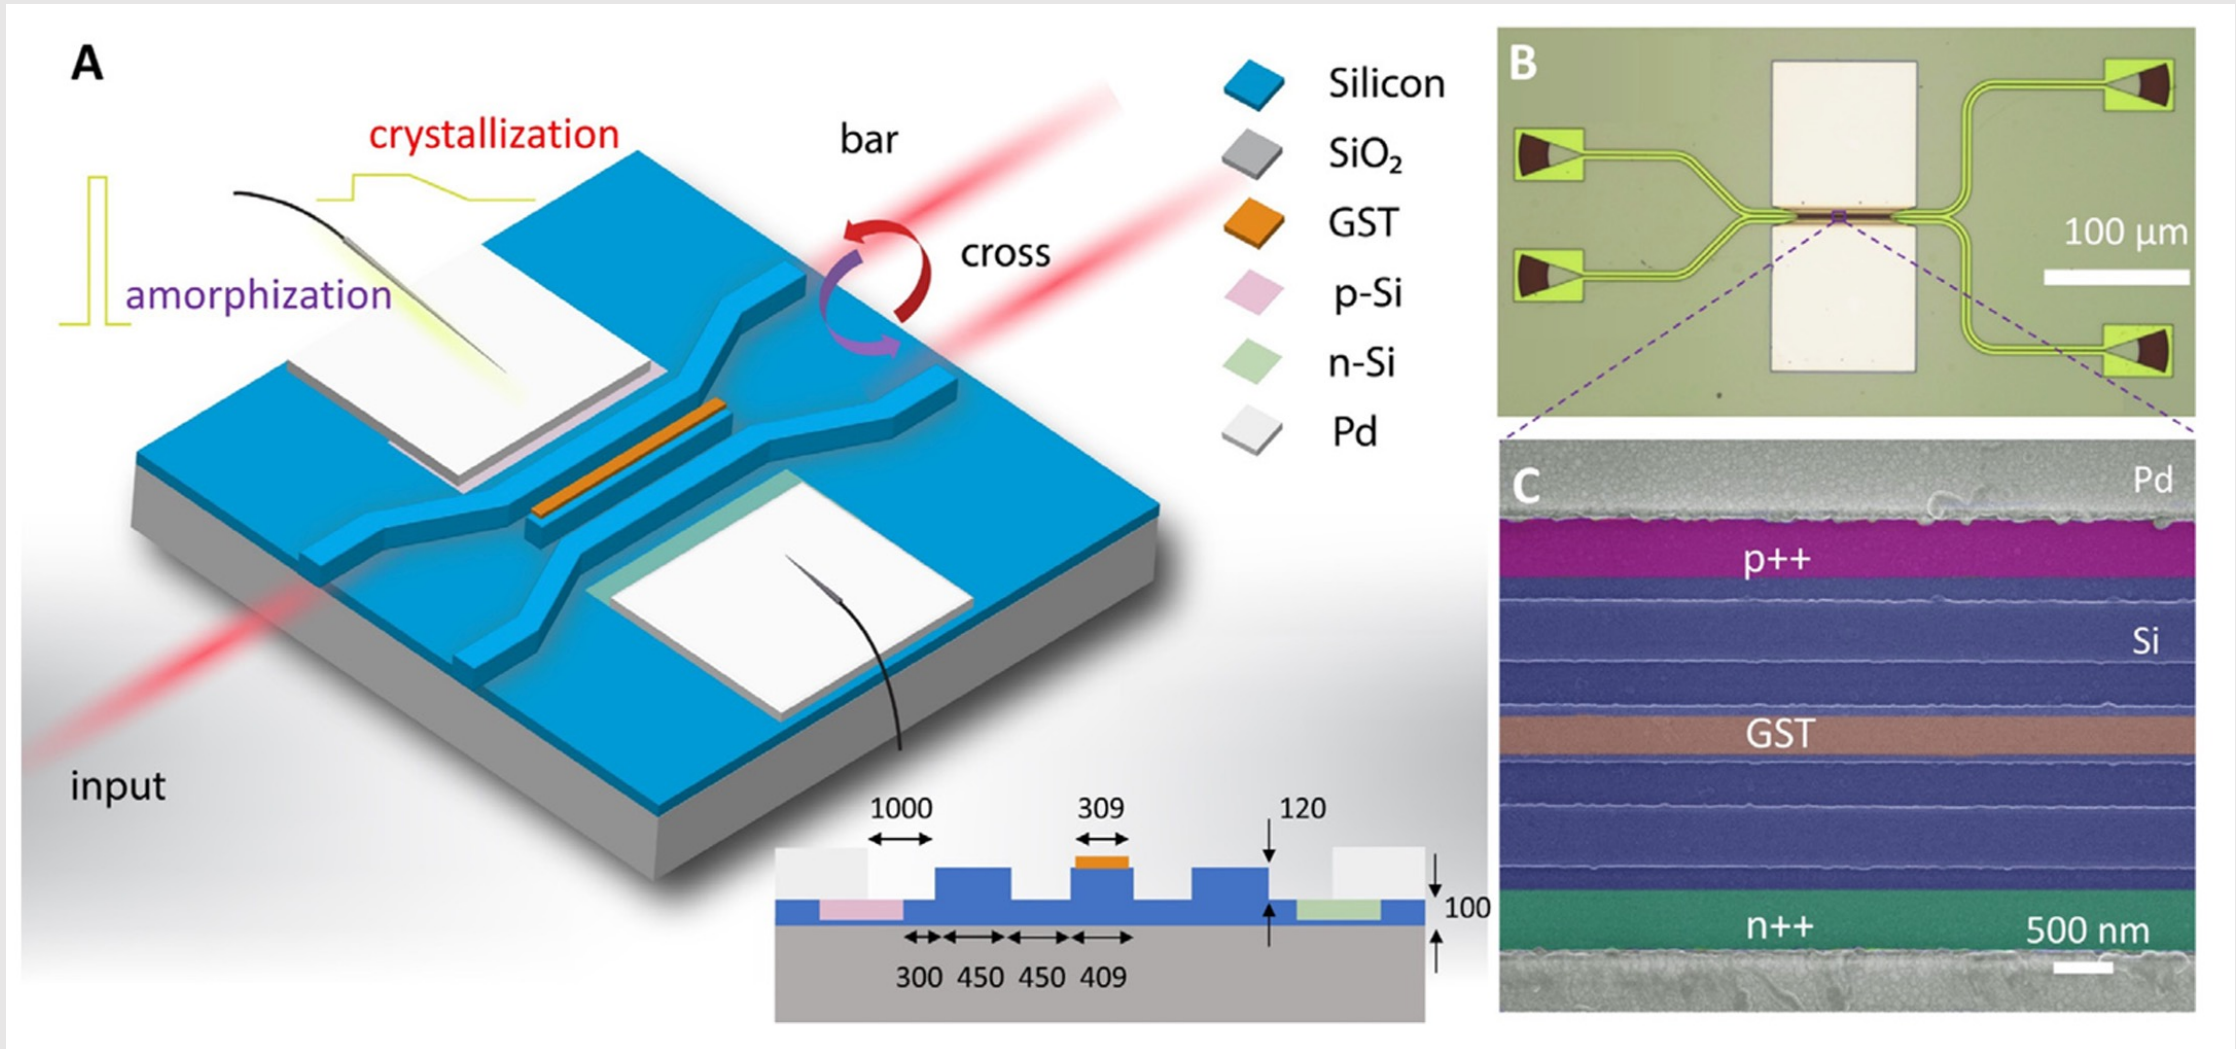 A
crystallization
amorphization
bar
cross
input
Silicon
SiO₂
GST
p-Si
n-Si
Pd
1000
309
120
100
300 450 450 409
B
100 µm
C
Pd
p++
Si
GST
n++
500 nm